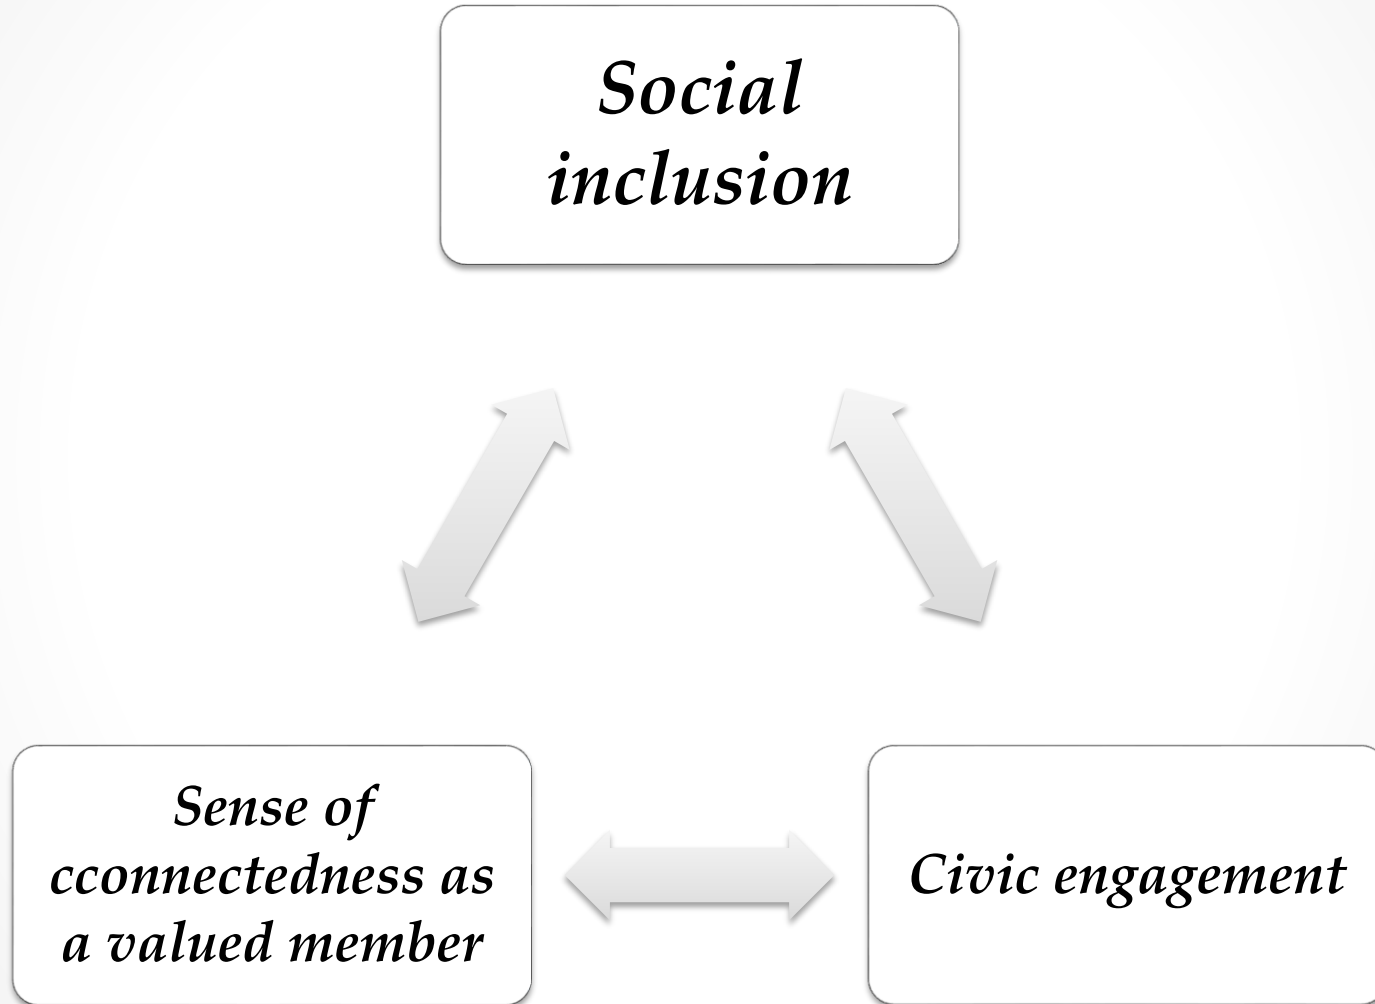 Social
inclusion
Sense of
cconnectedness as
a valued member
Civic engagement